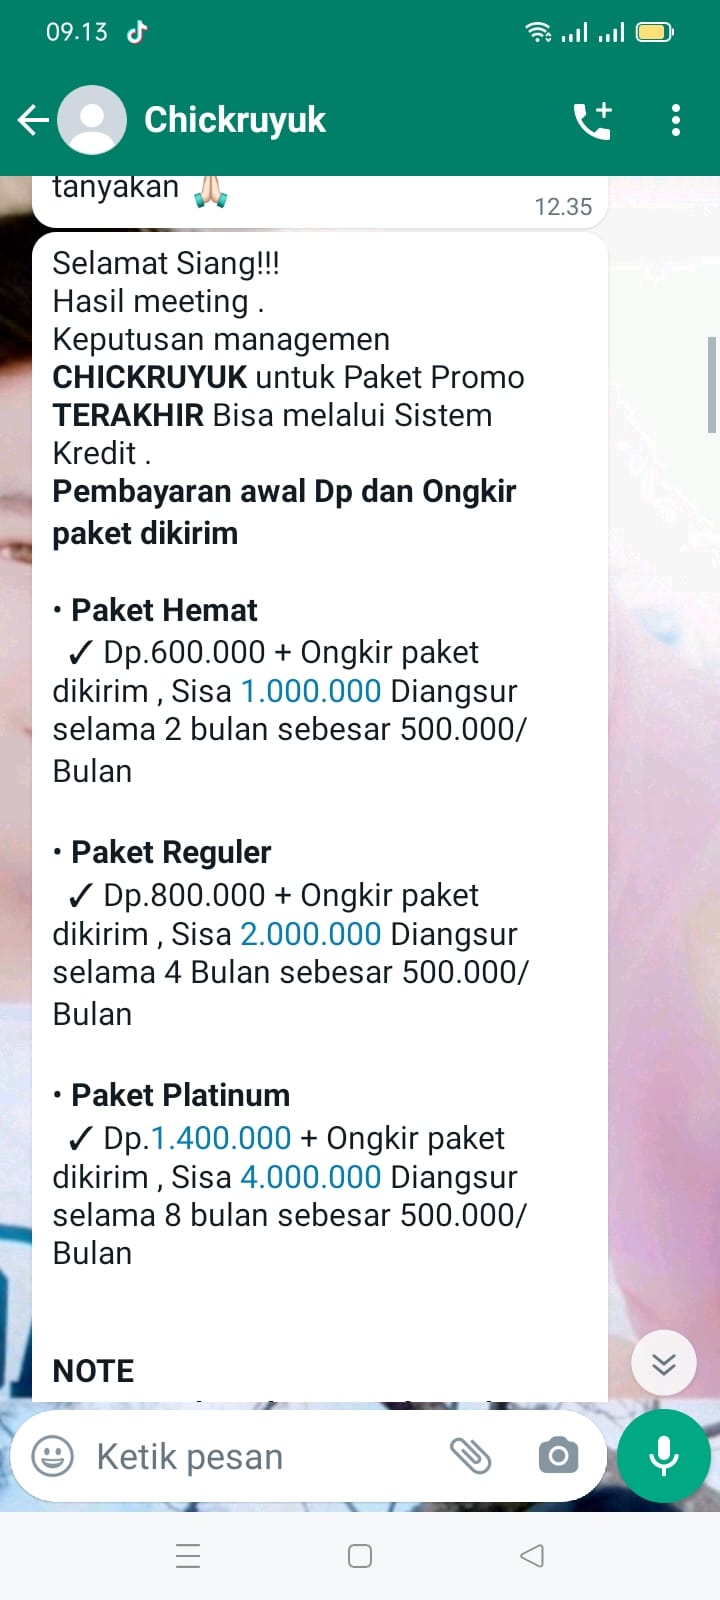 09.13
Chickruyuk
tanyakan 🙏🏻
12.35
Selamat Siang!!!
Hasil meeting .
Keputusan managemen
CHICKRUYUK untuk Paket Promo
TERAKHIR Bisa melalui Sistem
Kredit .
Pembayaran awal Dp dan Ongkir
paket dikirim
• Paket Hemat
✓ Dp.600.000 + Ongkir paket
dikirim , Sisa 1.000.000 Diangsur
selama 2 bulan sebesar 500.000/
Bulan
• Paket Reguler
✓ Dp.800.000 + Ongkir paket
dikirim , Sisa 2.000.000 Diangsur
selama 4 Bulan sebesar 500.000/
Bulan
• Paket Platinum
✓ Dp.1.400.000 + Ongkir paket
dikirim , Sisa 4.000.000 Diangsur
selama 8 bulan sebesar 500.000/
Bulan
NOTE
Ketik pesan